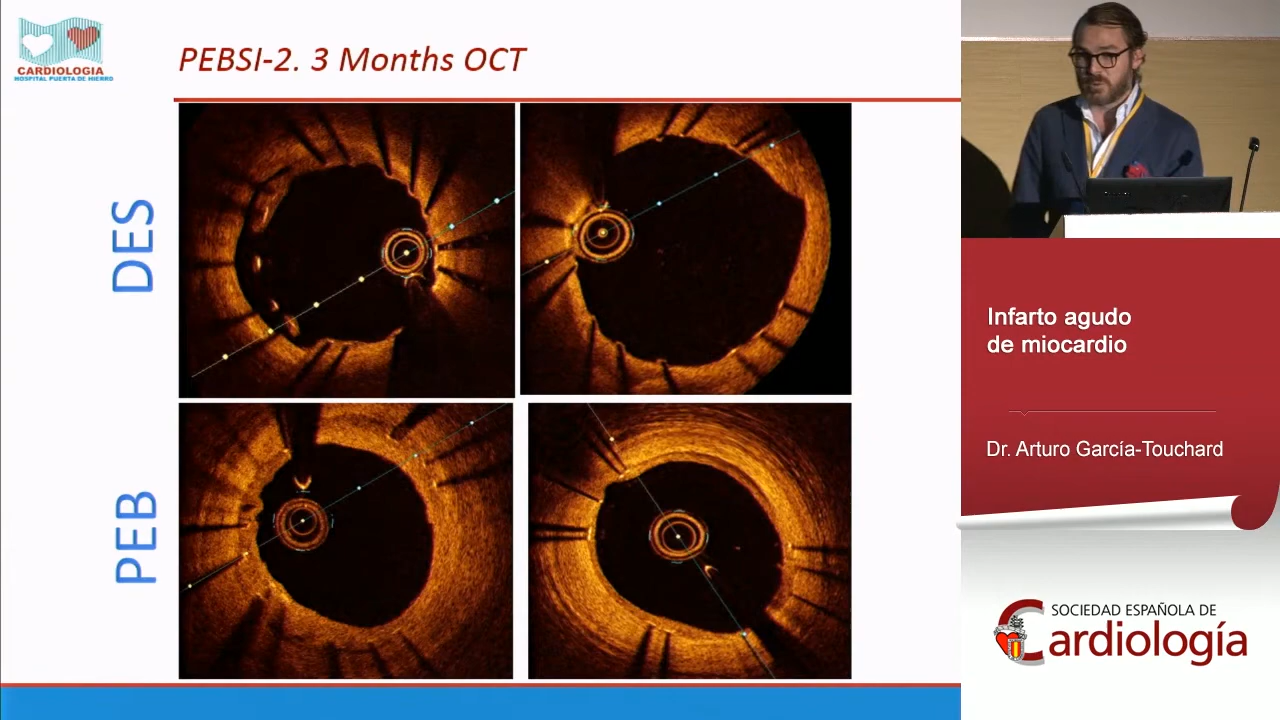 CARDIOLOGIA
HOSPITAL PUERTA DE HIERRO
PEBSI-2. 3 Months OCT
DES
PEB
Infarto agudo
de miocardio
Dr. Arturo García-Touchard
SOCIEDAD ESPAÑOLA DE
Cardiología